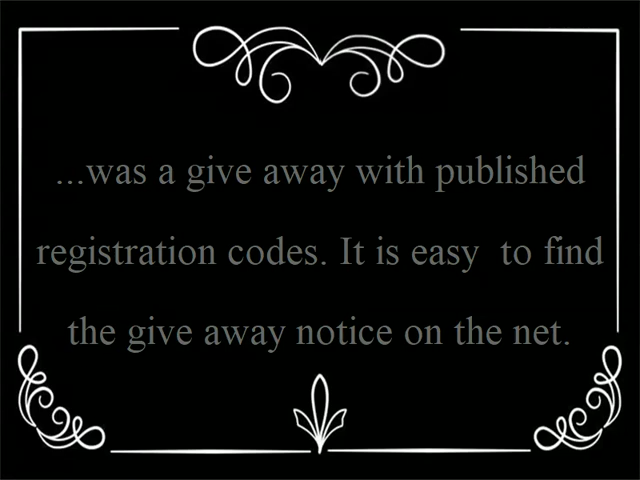 ...was a give away with published
registration codes. It is easy  to find
the give away notice on the net.